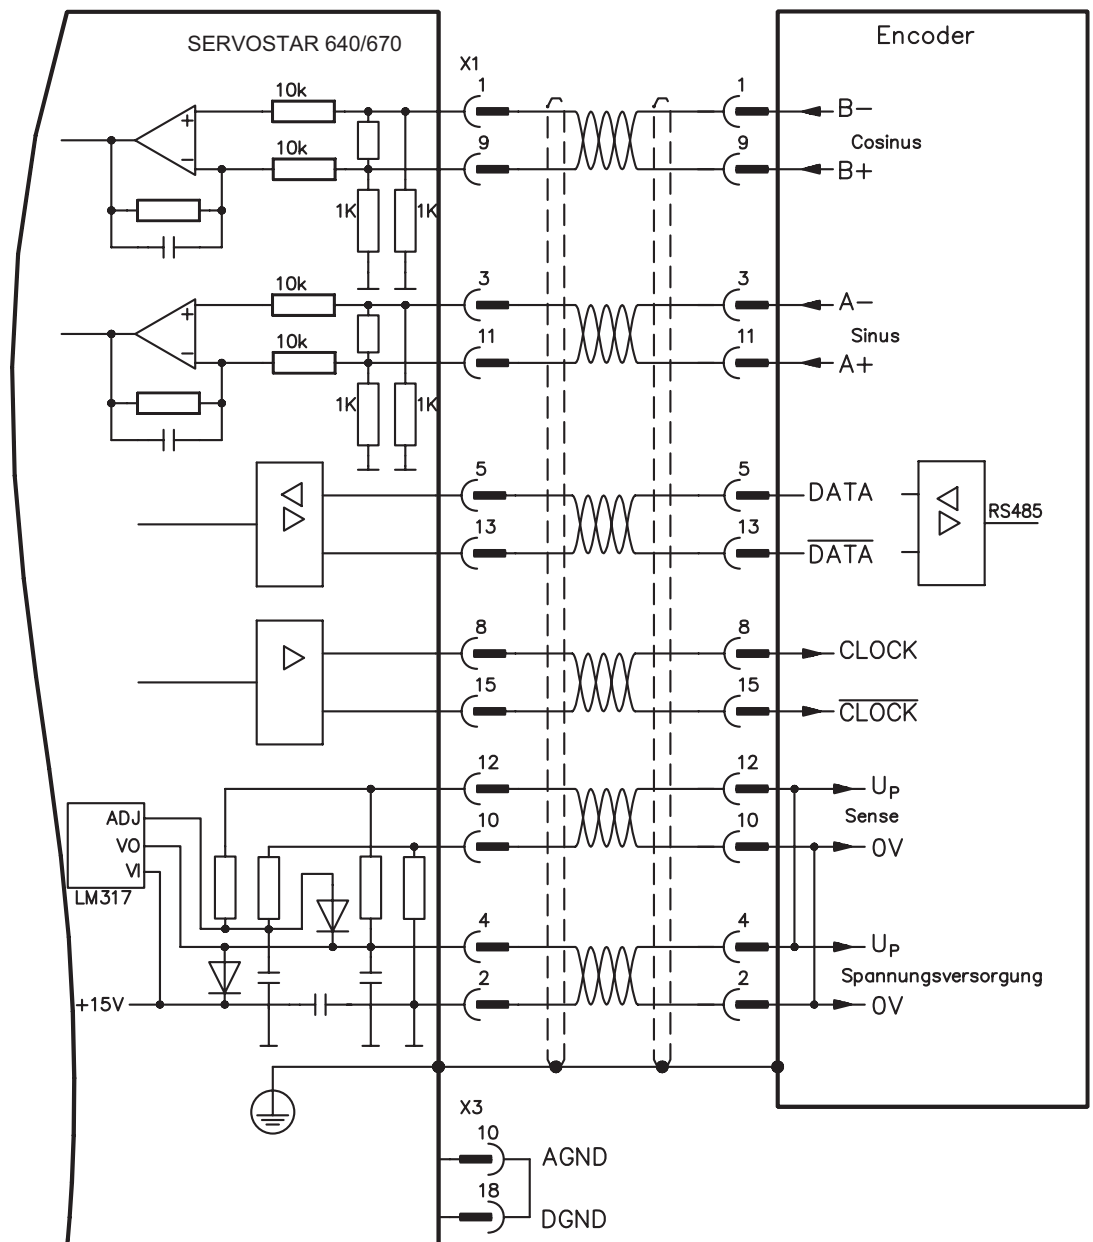 SERVOSTAR 640/670
Encoder
X1
10k
1
1
B-
Cosinus
10k
9
9
B+
1K
1K
+
-
10k
3
3
A-
Sinus
10k
11
11
A+
1K
1K
+
-
5
5
DATA
RS485
13
13
DATA
8
8
CLOCK
15
15
CLOCK
12
12
UP
Sense
ADJ
10
10
0V
VO
VI
LM317
4
4
UP
Spannungsversorgung
+15V
2
2
0V
X3
10
AGND
18
DGND